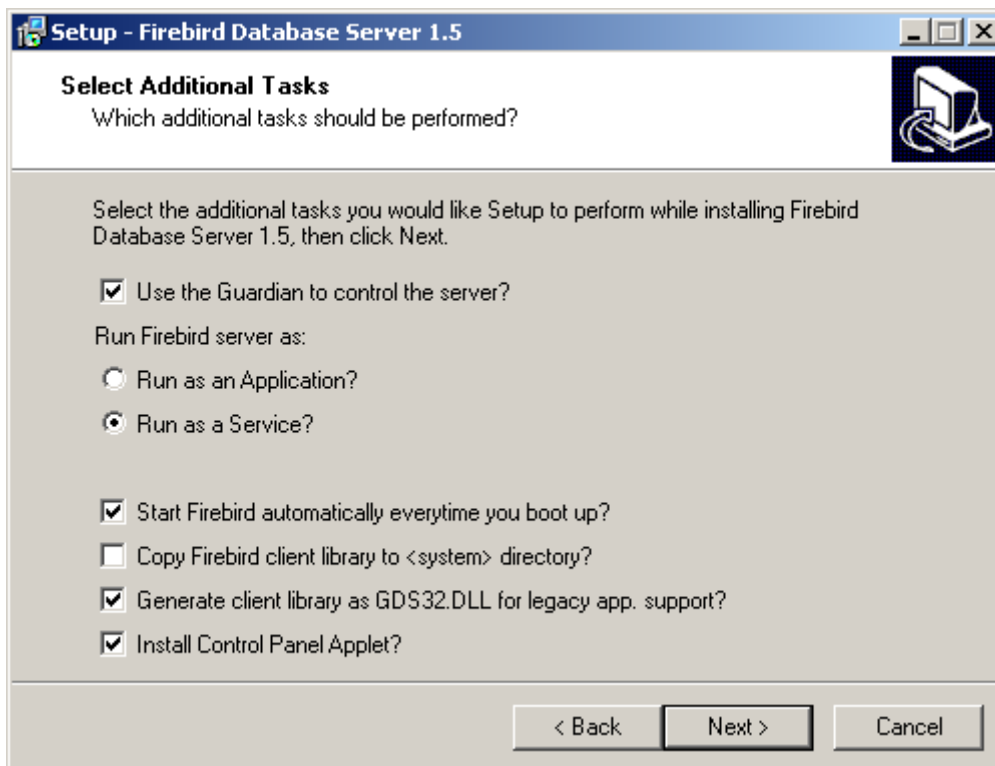 Setup - Firebird Database Server 1.5
Select Additional Tasks
Which additional tasks should be performed?
Select the additional tasks you would like Setup to perform while installing Firebird
Database Server 1.5, then click Next.
Use the Guardian to control the server?
Run Firebird server as:
Run as an Application?
Run as a Service?
Start Firebird automatically everytime you boot up?
Copy Firebird client library to <system> directory?
Generate client library as GDS32.DLL for legacy app. support?
Install Control Panel Applet?
< Back Next > Cancel